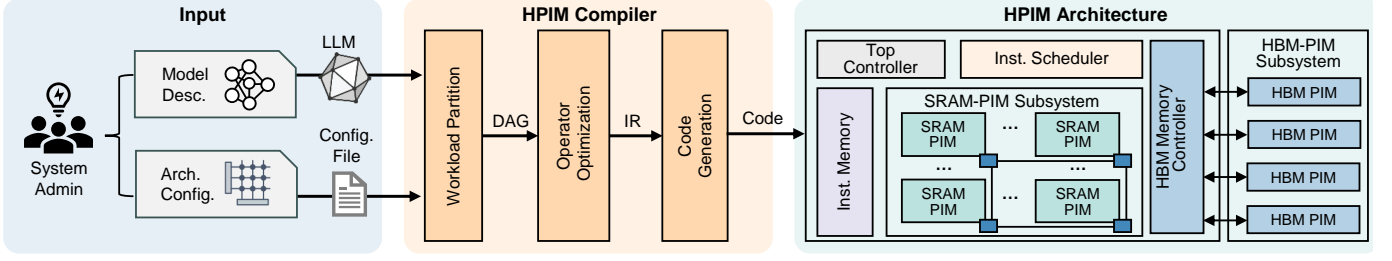 Input
System
Admin
Model
Desc.
LLM
Arch.
Config.
Config.
File
HPIM Compiler
Workload Partition
DAG
Operator
Optimization
IR
Code
Generation
Code
HPIM Architecture
Top
Controller
Inst. Scheduler
Inst. Memory
SRAM-PIM Subsystem
SRAM
PIM
...
SRAM
PIM
...
...
SRAM
PIM
...
SRAM
PIM
HBM Memory
Controller
HBM-PIM
Subsystem
HBM PIM
HBM PIM
HBM PIM
HBM PIM